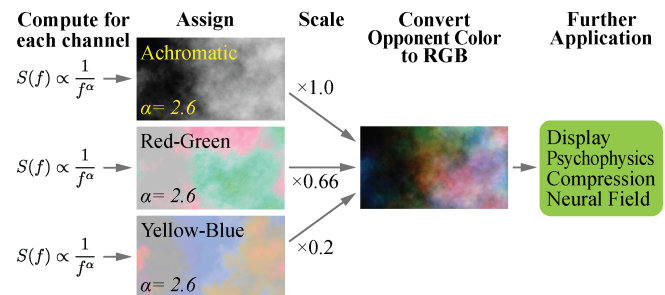 Compute for
each channel
Assign
Scale
Convert
Opponent Color
to RGB
Further
Application
S(f) ∝ 1/f^α
Achromatic
α= 2.6
×1.0
S(f) ∝ 1/f^α
Red-Green
α= 2.6
×0.66
S(f) ∝ 1/f^α
Yellow-Blue
α= 2.6
×0.2
Display
Psychophysics
Compression
Neural Field